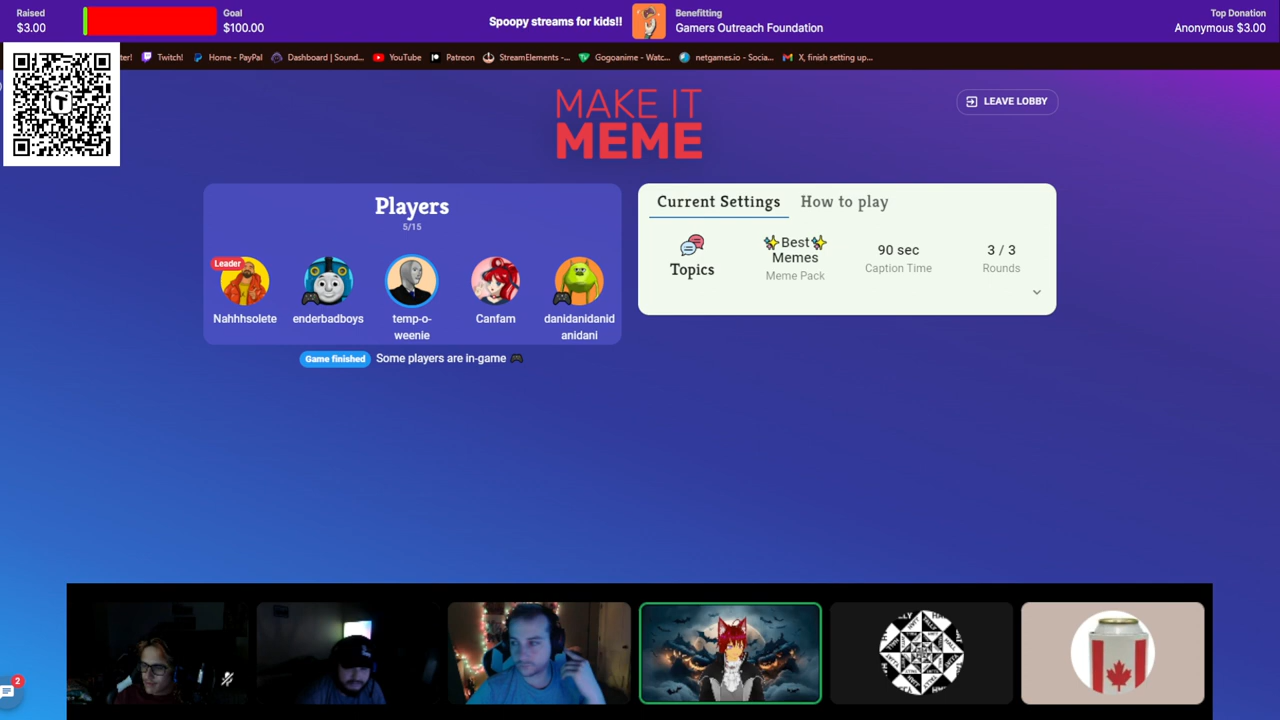 Raised
$3.00
Goal
$100.00
Spoopy streams for kids!!
Benefitting
Gamers Outreach Foundation
Top Donation
Anonymous $3.00
ter!
Twitch!
Home - PayPal
Dashboard | Sound...
YouTube
Patreon
StreamElements -...
Gogoanime - Watc...
netgames.io - Socia...
X, finish setting up...
MAKE IT
MEME
LEAVE LOBBY
Players
5/15
Leader
Nahhhsolete
enderbadboys
temp-o-
weenie
Canfam
danidanidanid
anidani
Game finished
Some players are in-game
Current Settings
How to play
Topics
✨Best✨
Memes
Meme Pack
90 sec
Caption Time
3 / 3
Rounds
2